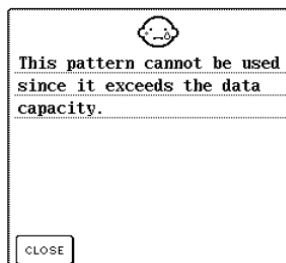 This pattern cannot be used
since it exceeds the data
capacity.
CLOSE